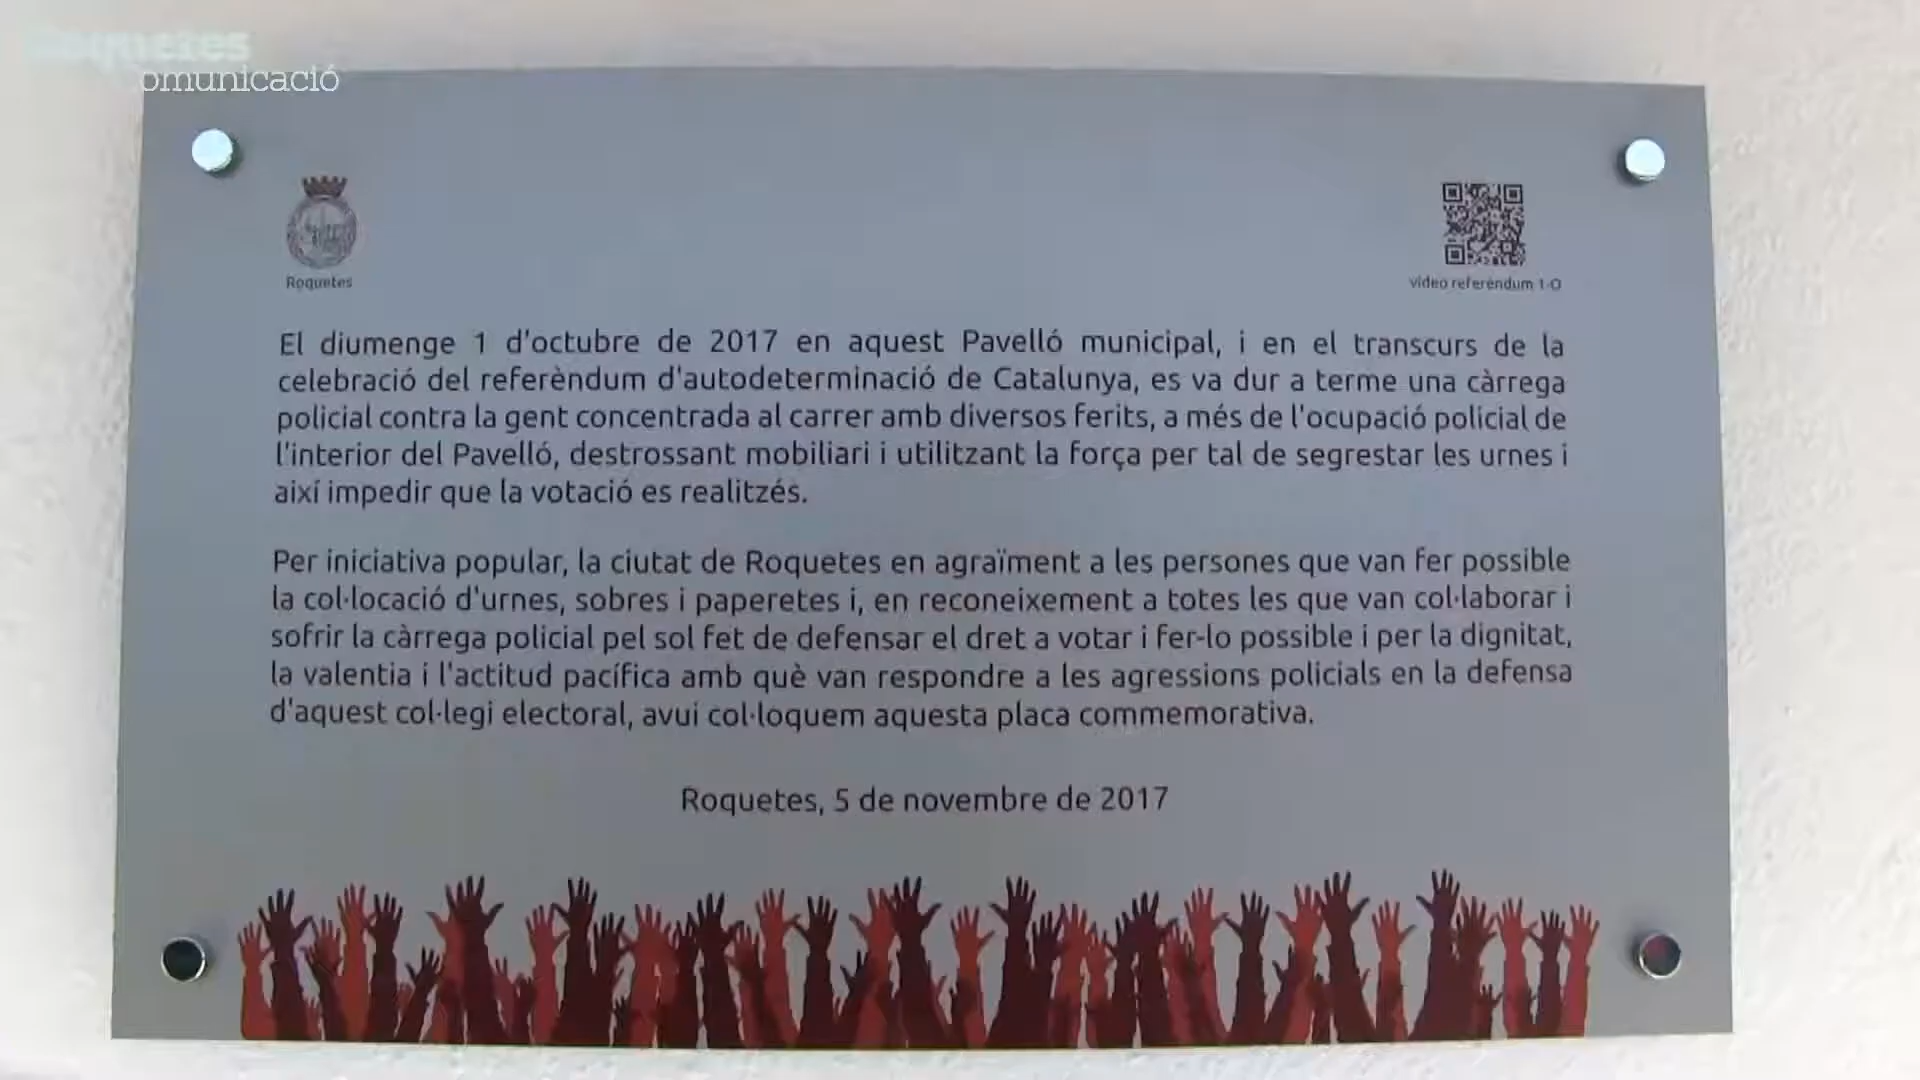 Roquetes
comunicació
Roquetes
vídeo referèndum 1-O
El diumenge 1 d'octubre de 2017 en aquest Pavelló municipal, i en el transcurs de la
celebració del referèndum d'autodeterminació de Catalunya, es va dur a terme una càrrega
policial contra la gent concentrada al carrer amb diversos ferits, a més de l'ocupació policial de
l'interior del Pavelló, destrossant mobiliari i utilitzant la força per tal de segrestar les urnes i
així impedir que la votació es realitzés.
Per iniciativa popular, la ciutat de Roquetes en agraïment a les persones que van fer possible
la col·locació d'urnes, sobres i paperetes i, en reconeixement a totes les que van col·laborar i
sofrir la càrrega policial pel sol fet de defensar el dret a votar i fer-lo possible i per la dignitat,
la valentia i l'actitud pacífica amb què van respondre a les agressions policials en la defensa
d'aquest col·legi electoral, avui col·loquem aquesta placa commemorativa.
Roquetes, 5 de novembre de 2017